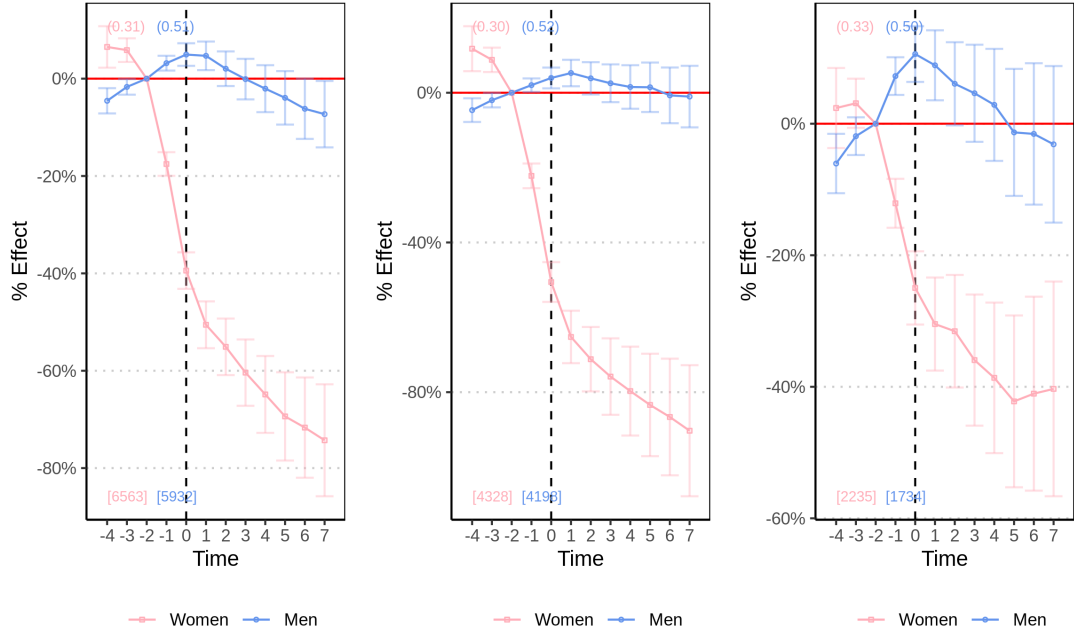 (0.31) (0.51)
0%
-20%
-40%
-60%
-80%
% Effect
[6563] [5932]
-4 -3 -2 -1 0 1 2 3 4 5 6 7
Time
Women Men
(0.30) (0.52)
0%
-40%
-80%
% Effect
[4328] [4198]
-4 -3 -2 -1 0 1 2 3 4 5 6 7
Time
Women Men
(0.33) (0.50)
0%
-20%
-40%
-60%
% Effect
[2235] [1734]
-4 -3 -2 -1 0 1 2 3 4 5 6 7
Time
Women Men